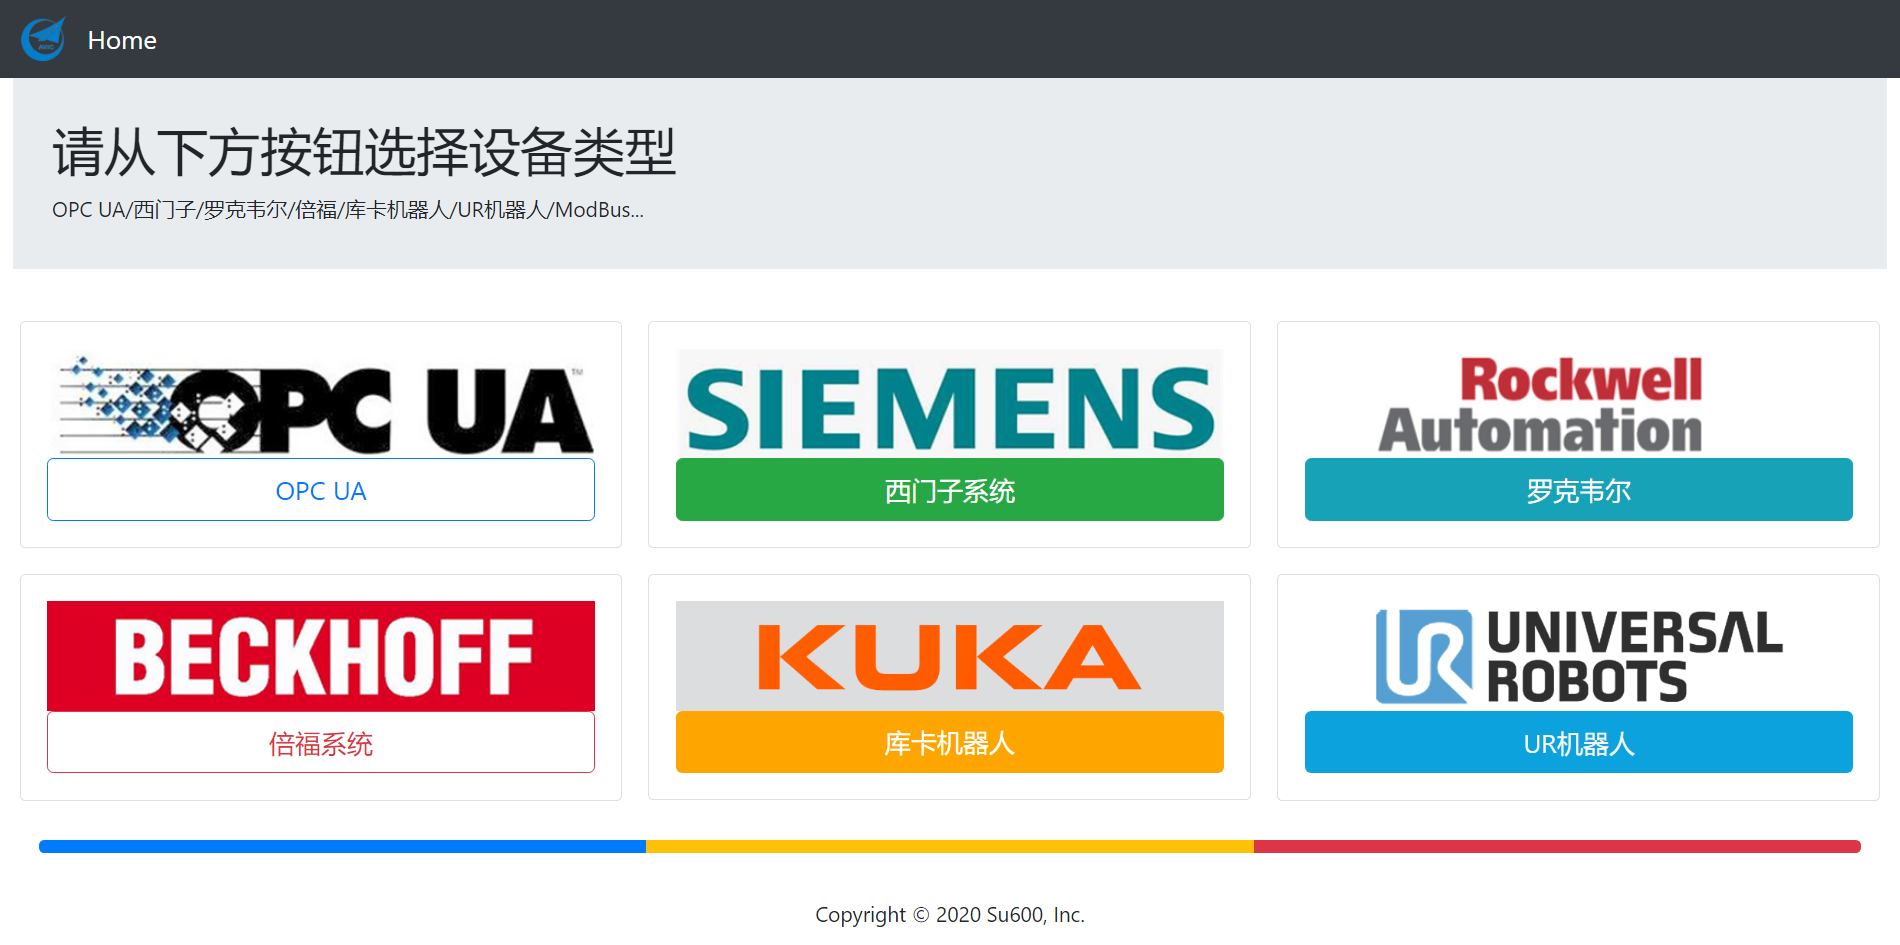 AVIC
Home
请从下方按钮选择设备类型
OPC UA/西门子/罗克韦尔/倍福/库卡机器人/UR机器人/ModBus...
OPC UA™
OPC UA
SIEMENS
西门子系统
Rockwell
Automation
罗克韦尔
BECKHOFF
倍福系统
KUKA
库卡机器人
UR
UNIVERSAL
ROBOTS
UR机器人
Copyright © 2020 Su600, Inc.